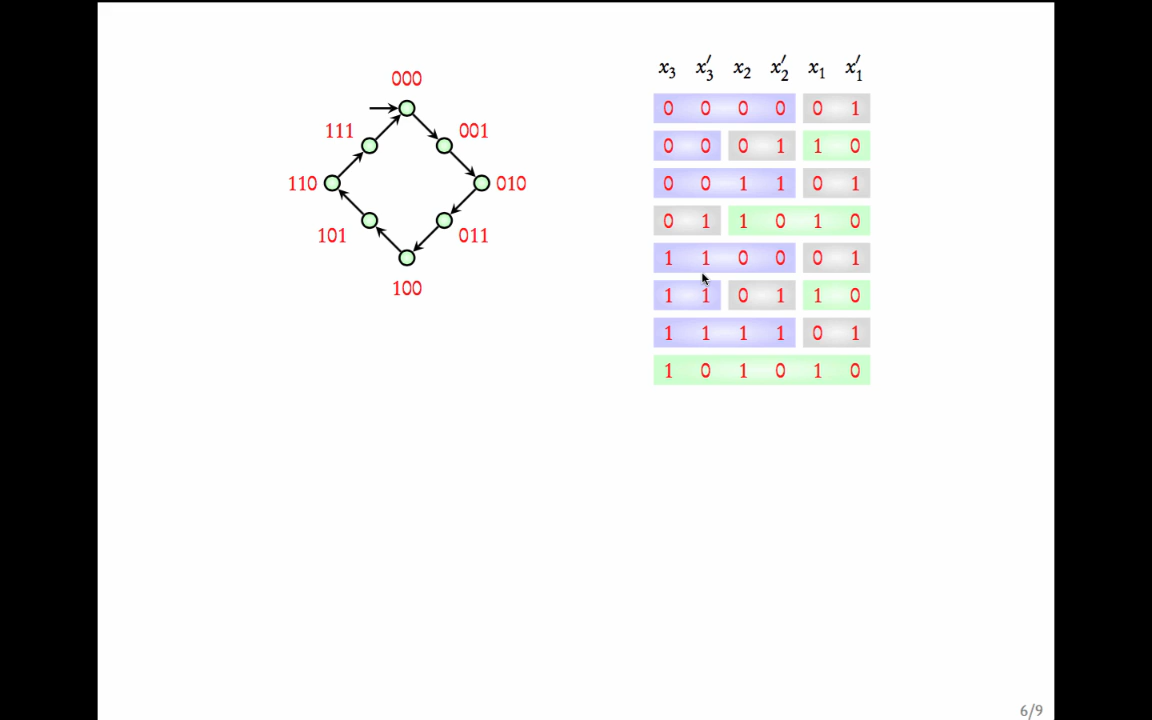 000
111
001
110
010
101
011
100
x₃ x′₃ x₂ x′₂ x₁ x′₁
0 0 0 0 0 1
0 0 0 1 1 0
0 0 1 1 0 1
0 1 1 0 1 0
1 1 0 0 0 1
1 1 0 1 1 0
1 1 1 1 0 1
1 0 1 0 1 0
6/9